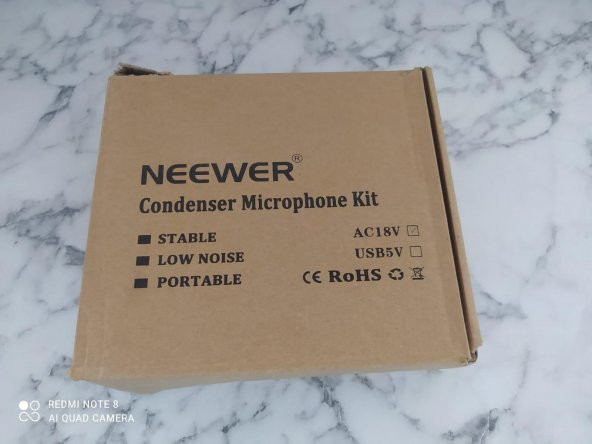 NEEWER®
Condenser Microphone Kit
STABLE AC18V
LOW NOISE USB5V
PORTABLE CE RoHS
REDMI NOTE 8
AI QUAD CAMERA